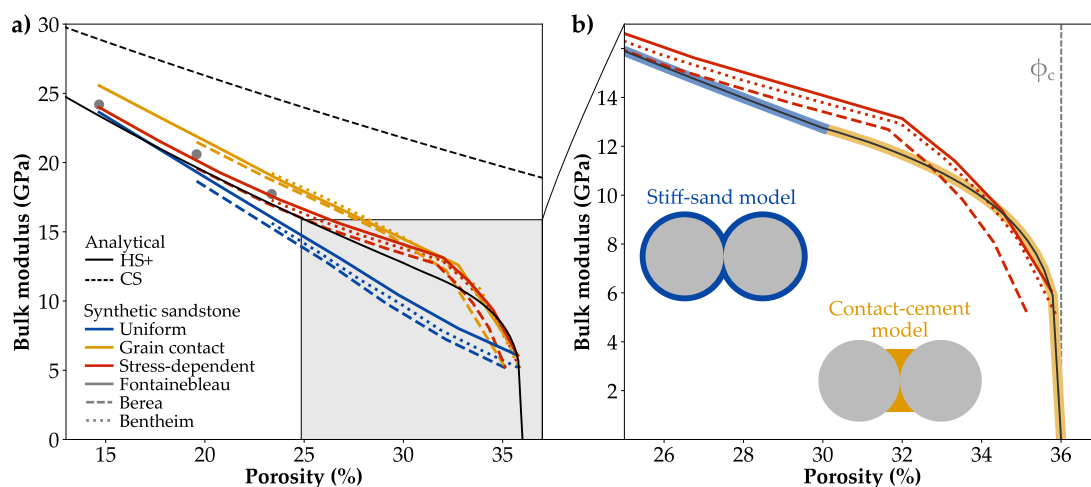 a)
Bulk modulus (GPa)
30
25
20
15
10
5
0
Analytical
HS+
CS
Synthetic sandstone
Uniform
Grain contact
Stress-dependent
Fontainebleau
Berea
Bentheim
15
20
25
30
35
Porosity (%)
b)
Bulk modulus (GPa)
14
12
10
8
6
4
2
ϕc
Stiff-sand model
Contact-cement
model
26
28
30
32
34
36
Porosity (%)